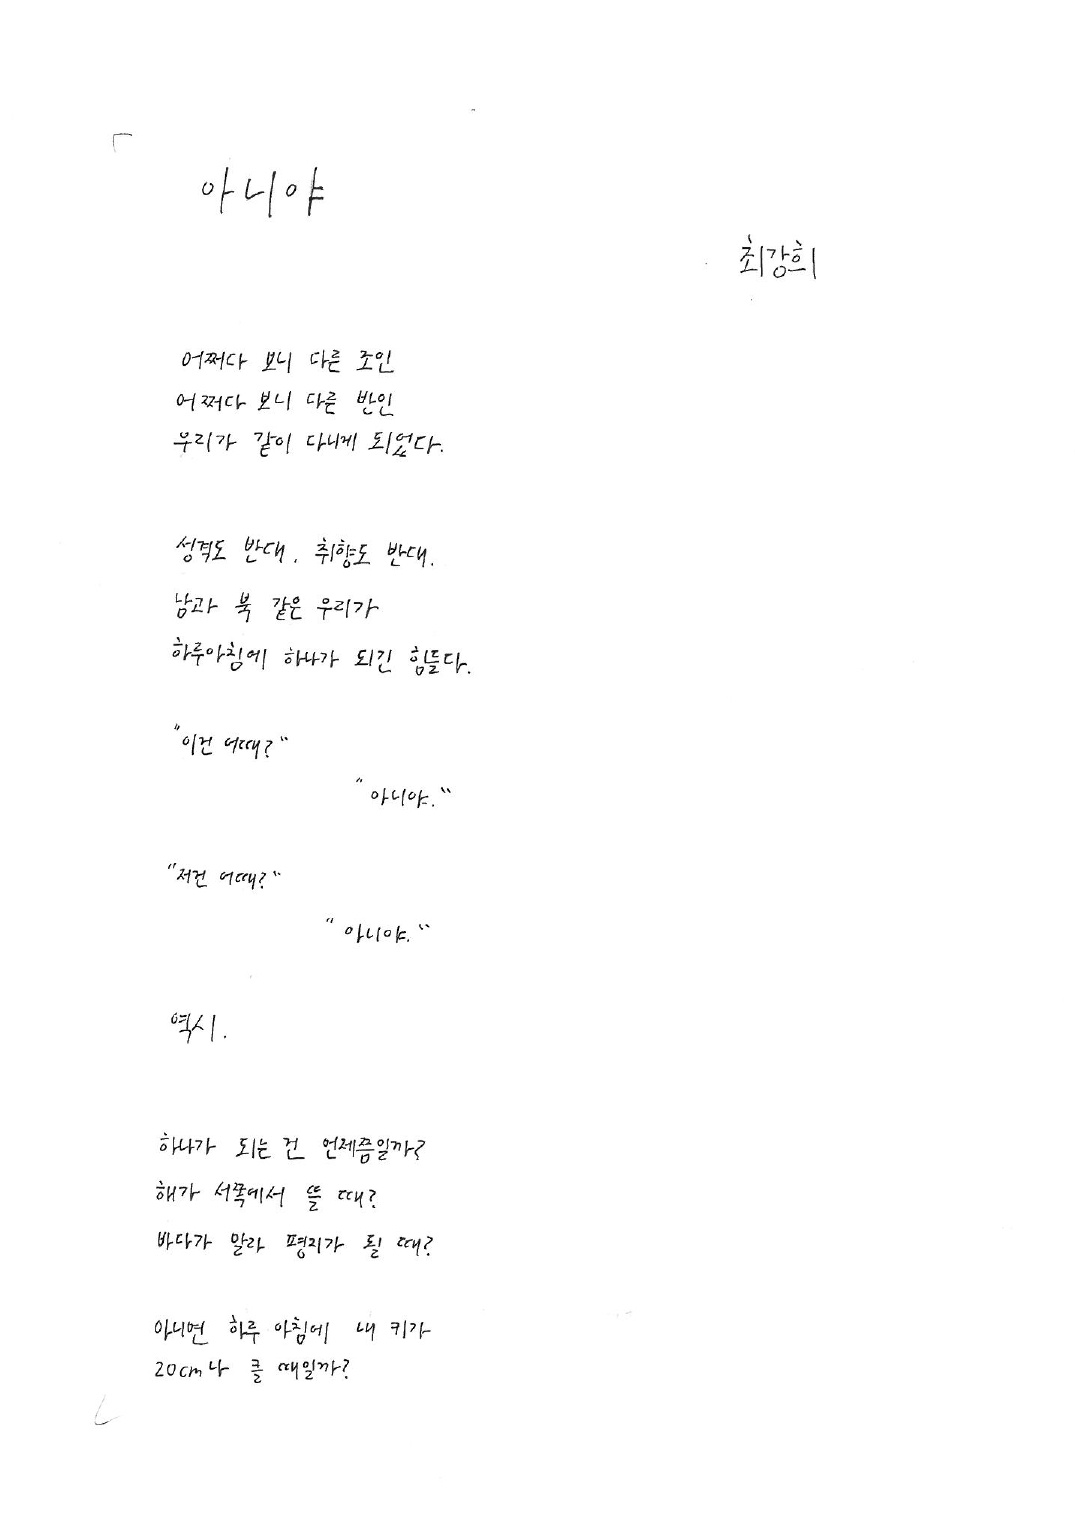 아니야
최강희
어쩌다 보니 다른 조인
어쩌다 보니 다른 반인
우리가 같이 다니게 되었다.
성격도 반대, 취향도 반대.
남과 북 같은 우리가
하루아침에 하나가 되긴 힘들다.
"이건 어때?"
"아니야."
"저건 어때?"
"아니야."
역시.
하나가 되는 건 언제쯤일까?
해가 서쪽에서 뜰 때?
바다가 말라 평지가 될 때?
아니면 하루 아침에 내 키가
20cm나 클 때일까?